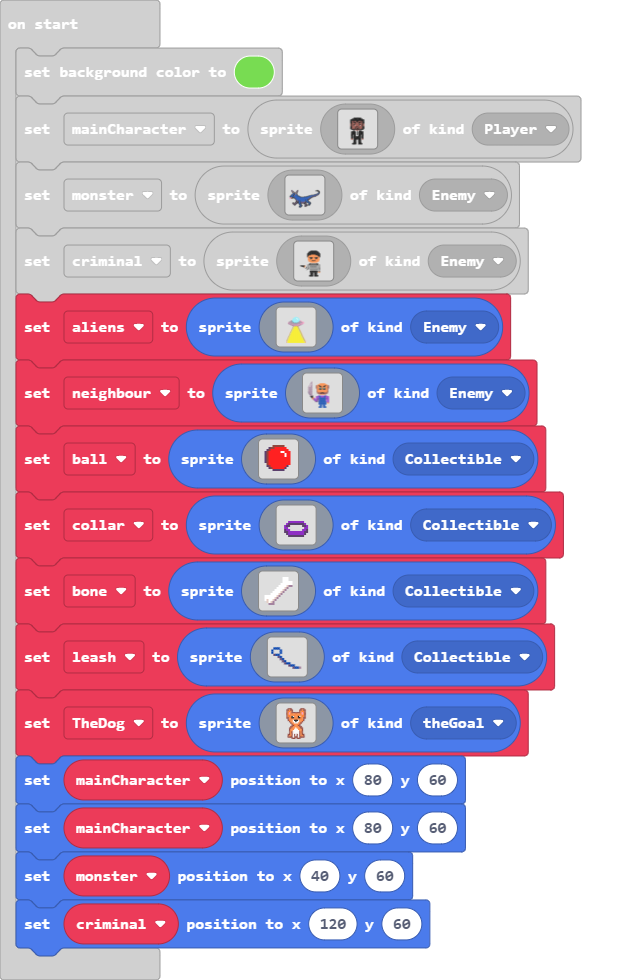 on start
set background color to
set mainCharacter to sprite of kind Player
set monster to sprite of kind Enemy
set criminal to sprite of kind Enemy
set aliens to sprite of kind Enemy
set neighbour to sprite of kind Enemy
set ball to sprite of kind Collectible
set collar to sprite of kind Collectible
set bone to sprite of kind Collectible
set leash to sprite of kind Collectible
set TheDog to sprite of kind theGoal
set mainCharacter position to x 80 y 60
set mainCharacter position to x 80 y 60
set monster position to x 40 y 60
set criminal position to x 120 y 60